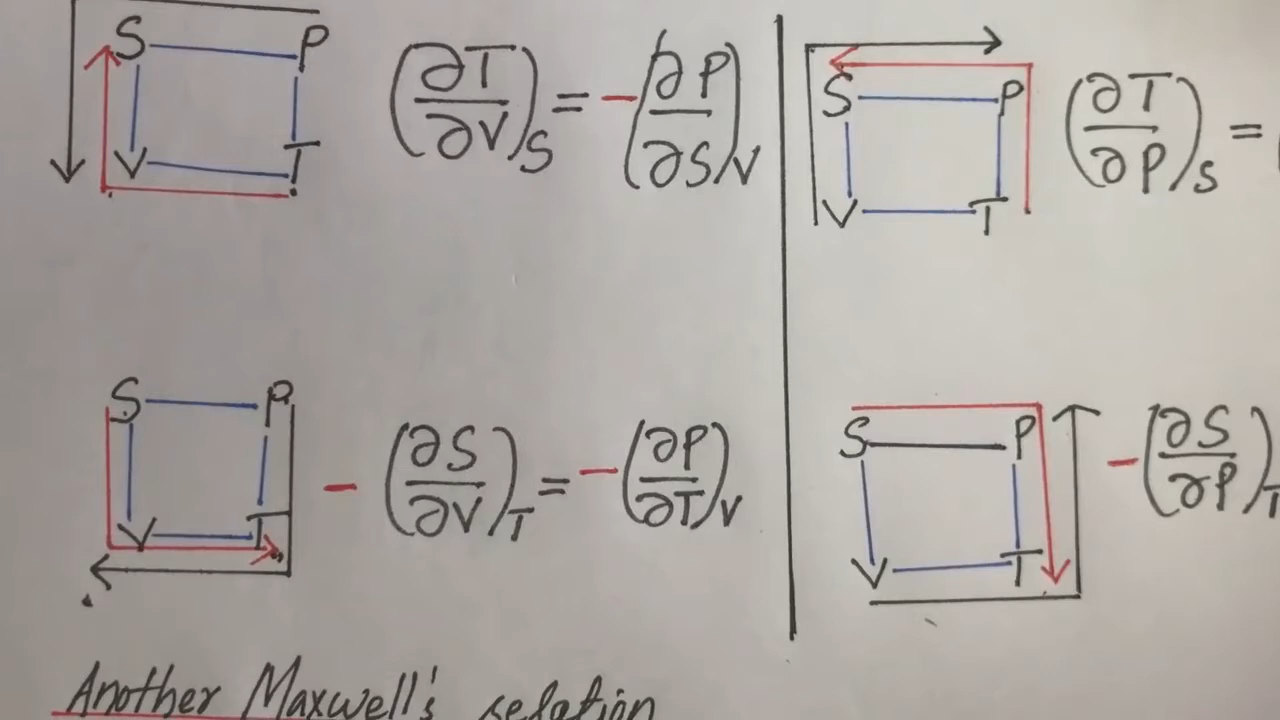 S P (∂T/∂V)_S = -(∂P/∂S)_V
V T
S P (∂T/∂P)_S =
V T
S P - (∂S/∂V)_T = -(∂P/∂T)_V
V T
S P - (∂S/∂P)_T
V T
Another Maxwell's relation